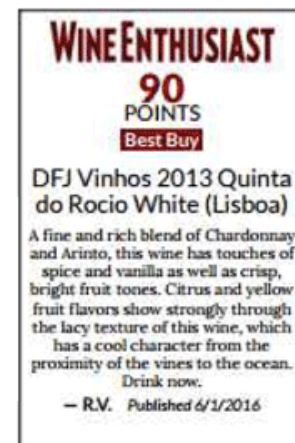 WINE ENTHUSIAST
90
POINTS
Best Buy
DFJ Vinhos 2013 Quinta
do Rocio White (Lisboa)
A fine and rich blend of Chardonnay
and Arinto, this wine has touches of
spice and vanilla as well as crisp,
bright fruit tones. Citrus and yellow
fruit flavors show strongly through
the lacy texture of this wine, which
has a cool character from the
proximity of the vines to the ocean.
Drink now.
— R.V. Published 6/1/2016